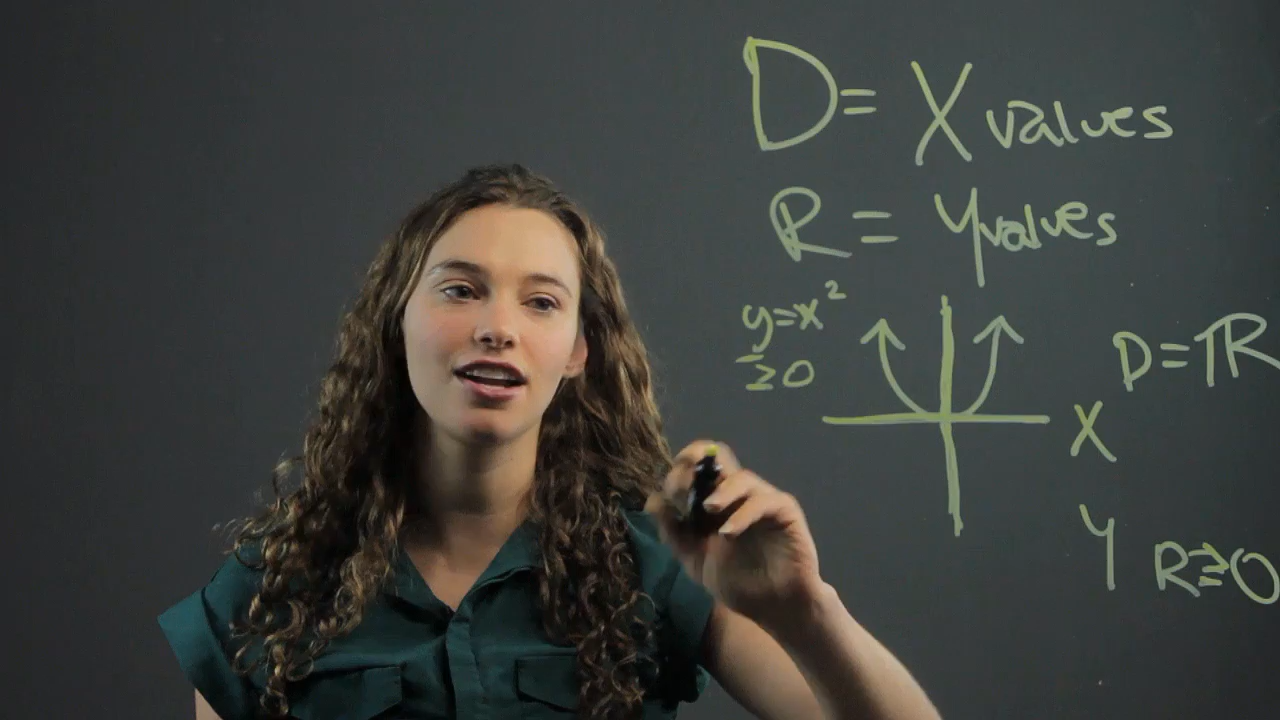 D = X values
R = Y values
y=x²
≥0
D=ℝ
X
Y
R≥0